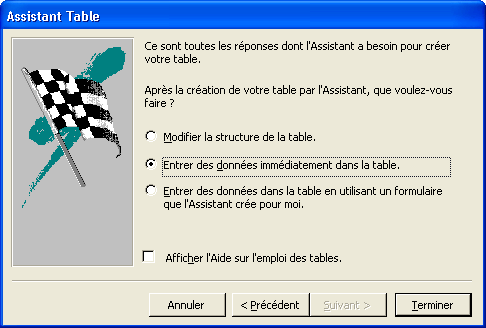 Assistant Table
Ce sont toutes les réponses dont l'Assistant a besoin pour créer
votre table.
Après la création de votre table par l'Assistant, que voulez-vous
faire ?
Modifier la structure de la table.
Entrer des données immédiatement dans la table.
Entrer des données dans la table en utilisant un formulaire
que l'Assistant crée pour moi.
Afficher l'Aide sur l'emploi des tables.
Annuler
< Précédent
Suivant >
Terminer